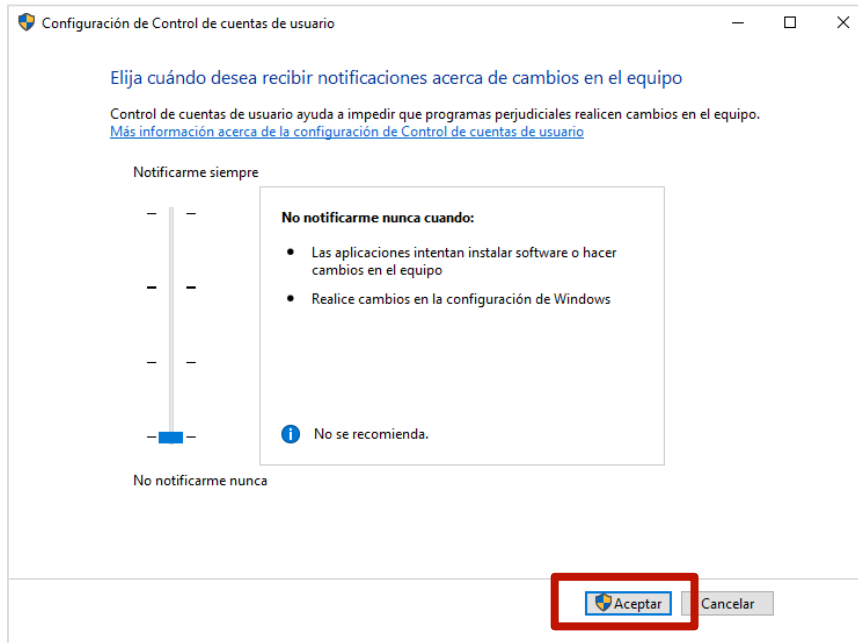 Configuración de Control de cuentas de usuario
Elija cuándo desea recibir notificaciones acerca de cambios en el equipo
Control de cuentas de usuario ayuda a impedir que programas perjudiciales realicen cambios en el equipo.
Más información acerca de la configuración de Control de cuentas de usuario
Notificarme siempre
No notificarme nunca cuando:
Las aplicaciones intentan instalar software o hacer
cambios en el equipo
Realice cambios en la configuración de Windows
No se recomienda.
No notificarme nunca
Aceptar
Cancelar